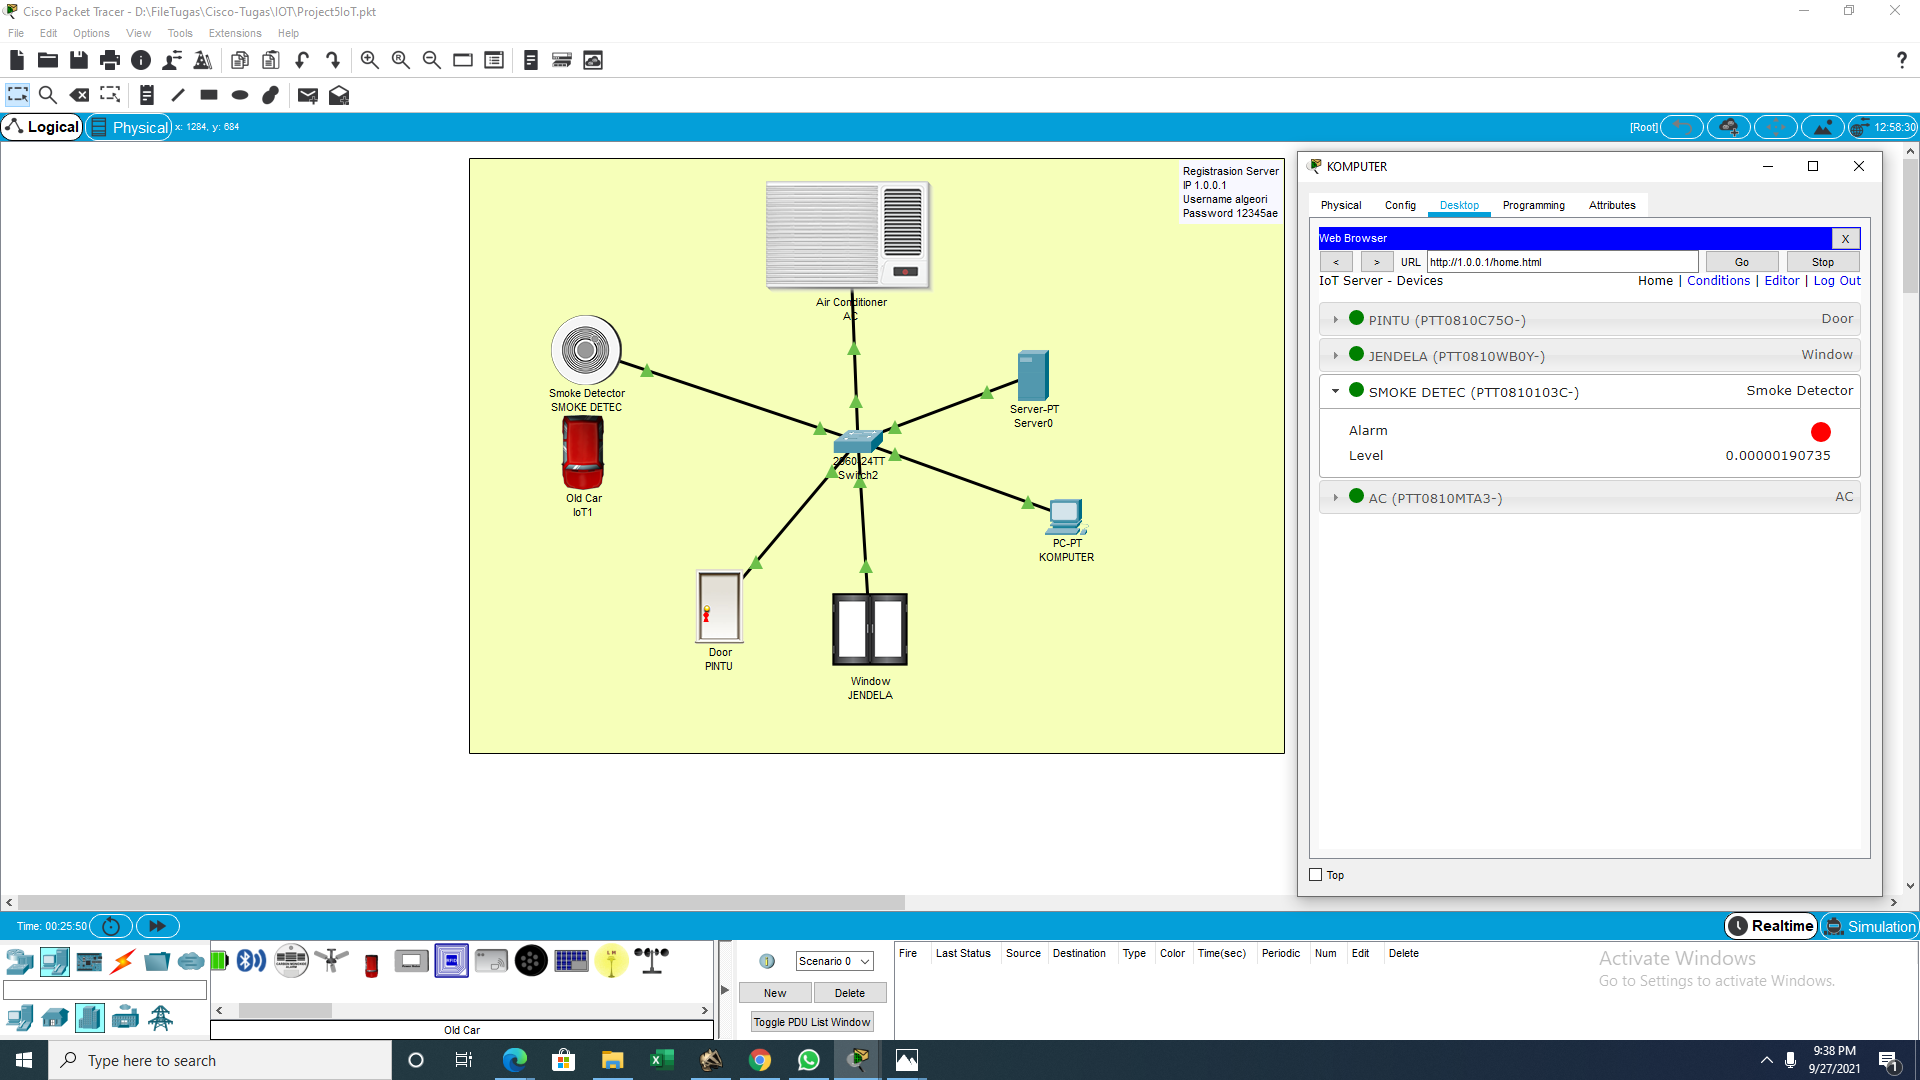 Cisco Packet Tracer - D:\FileTugas\Cisco-Tugas\IOT\Project5IoT.pkt
File Edit Options View Tools Extensions Help
?
Logical Physical x: 1284, y: 684 [Root] 12:58:30
Registrasion Server
IP 1.0.0.1
Username algeori
Password 12345ae
Air Conditioner
AC
Smoke Detector
SMOKE DETEC
Old Car
IoT1
Server-PT
Server0
2960-24TT
Switch2
PC-PT
KOMPUTER
Door
PINTU
Window
JENDELA
KOMPUTER
Physical Config Desktop Programming Attributes
Web Browser X
< > URL http://1.0.0.1/home.html Go Stop
IoT Server - Devices Home | Conditions | Editor | Log Out
PINTU (PTT0810C75O-) Door
JENDELA (PTT0810WB0Y-) Window
SMOKE DETEC (PTT0810103C-) Smoke Detector
Alarm
Level 0.00000190735
AC (PTT0810MTA3-) AC
Top
Time: 00:25:50 Realtime Simulation
Scenario 0
New Delete
Toggle PDU List Window
Fire Last Status Source Destination Type Color Time(sec) Periodic Num Edit Delete
Old Car
Activate Windows
Go to Settings to activate Windows.
Type here to search
9:38 PM
9/27/2021
1